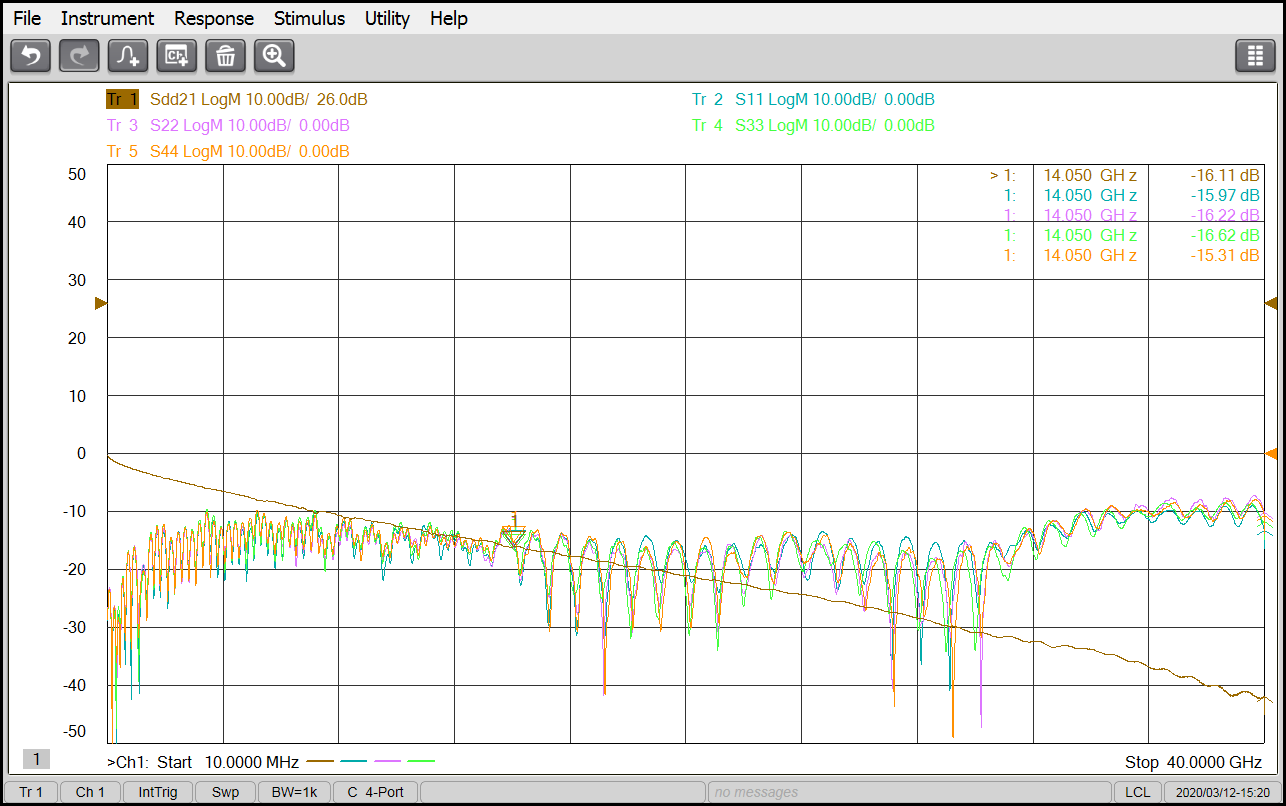 File Instrument Response Stimulus Utility Help
CH
Tr 1 Sdd21 LogM 10.00dB/ 26.0dB
Tr 2 S11 LogM 10.00dB/ 0.00dB
Tr 3 S22 LogM 10.00dB/ 0.00dB
Tr 4 S33 LogM 10.00dB/ 0.00dB
Tr 5 S44 LogM 10.00dB/ 0.00dB
50
40
30
20
10
0
-10
-20
-30
-40
-50
> 1: 14.050 GHz -16.11 dB
1: 14.050 GHz -15.97 dB
1: 14.050 GHz -16.22 dB
1: 14.050 GHz -16.62 dB
1: 14.050 GHz -15.31 dB
1
1
>Ch1: Start 10.0000 MHz
Stop 40.0000 GHz
Tr 1 Ch 1 IntTrig Swp BW=1k C 4-Port no messages LCL 2020/03/12-15:20